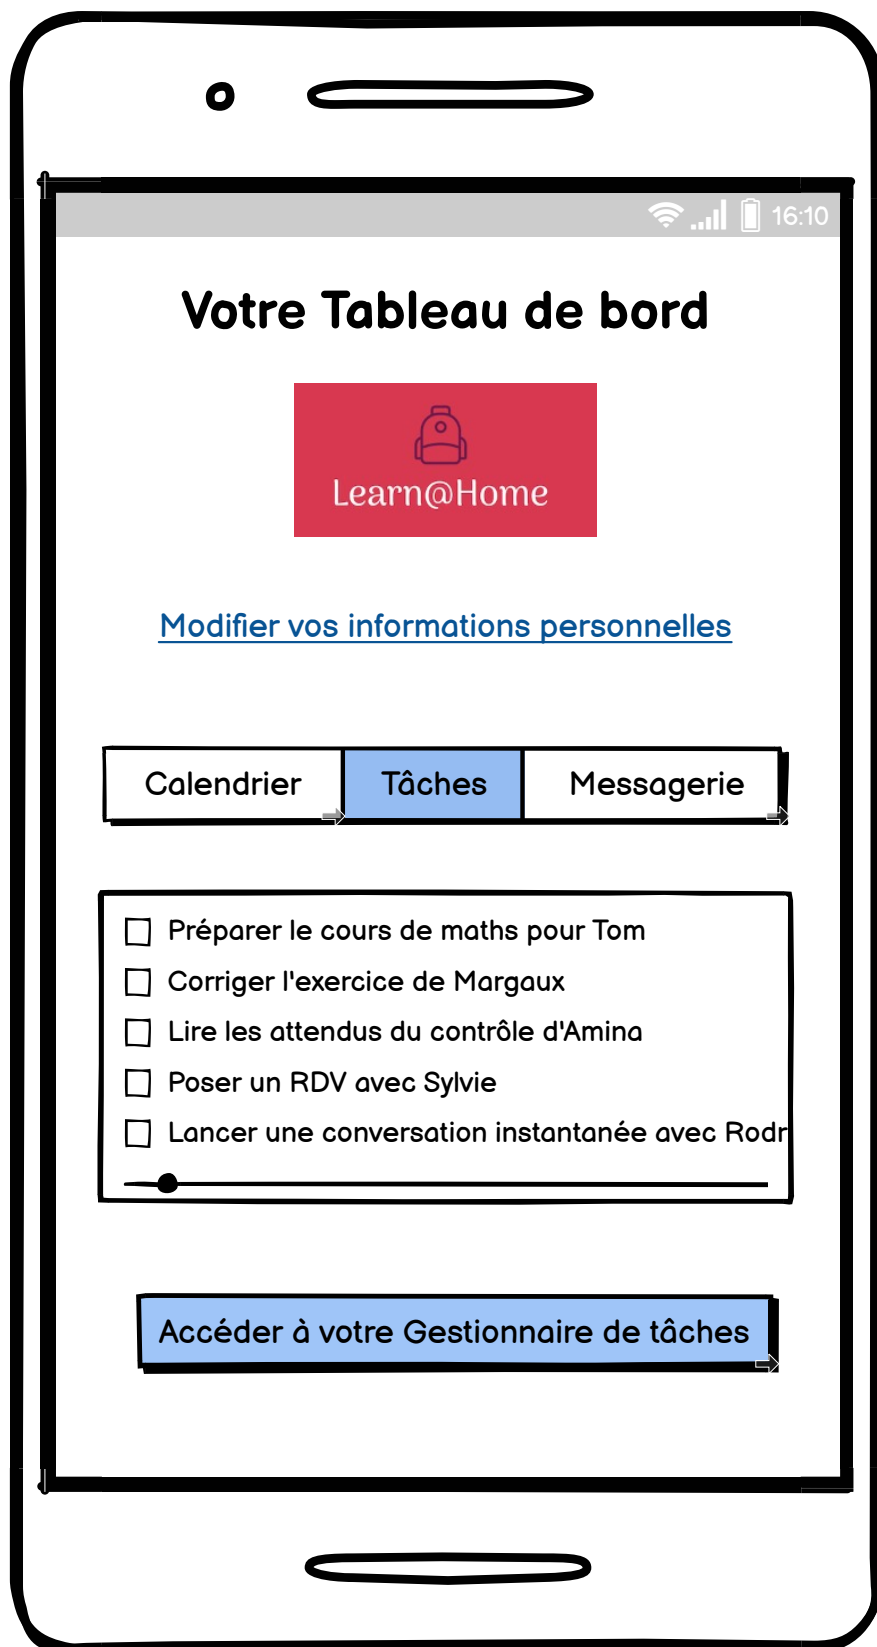 16:10
Votre Tableau de bord
Learn@Home
Modifier vos informations personnelles
Calendrier Tâches Messagerie
Préparer le cours de maths pour Tom
Corriger l'exercice de Margaux
Lire les attendus du contrôle d'Amina
Poser un RDV avec Sylvie
Lancer une conversation instantanée avec Rodr
Accéder à votre Gestionnaire de tâches